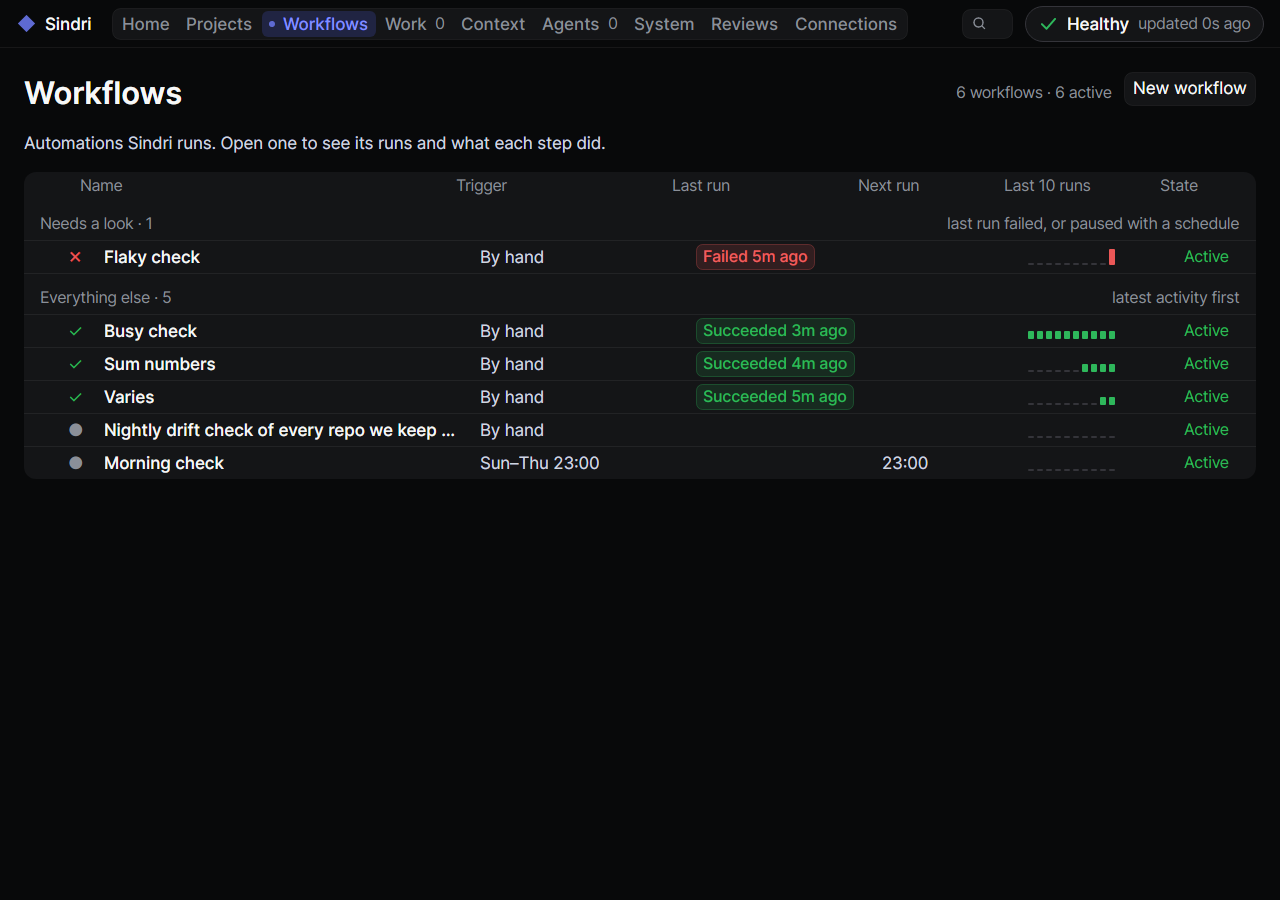 Sindri Home Projects Workflows Work 0 Context Agents 0 System Reviews Connections Healthy updated 0s ago
Workflows 6 workflows · 6 active New workflow
Automations Sindri runs. Open one to see its runs and what each step did.
Name Trigger Last run Next run Last 10 runs State
Needs a look · 1 last run failed, or paused with a schedule
Flaky check By hand Failed 5m ago Active
Everything else · 5 latest activity first
Busy check By hand Succeeded 3m ago Active
Sum numbers By hand Succeeded 4m ago Active
Varies By hand Succeeded 5m ago Active
Nightly drift check of every repo we keep ... By hand Active
Morning check Sun–Thu 23:00 23:00 Active